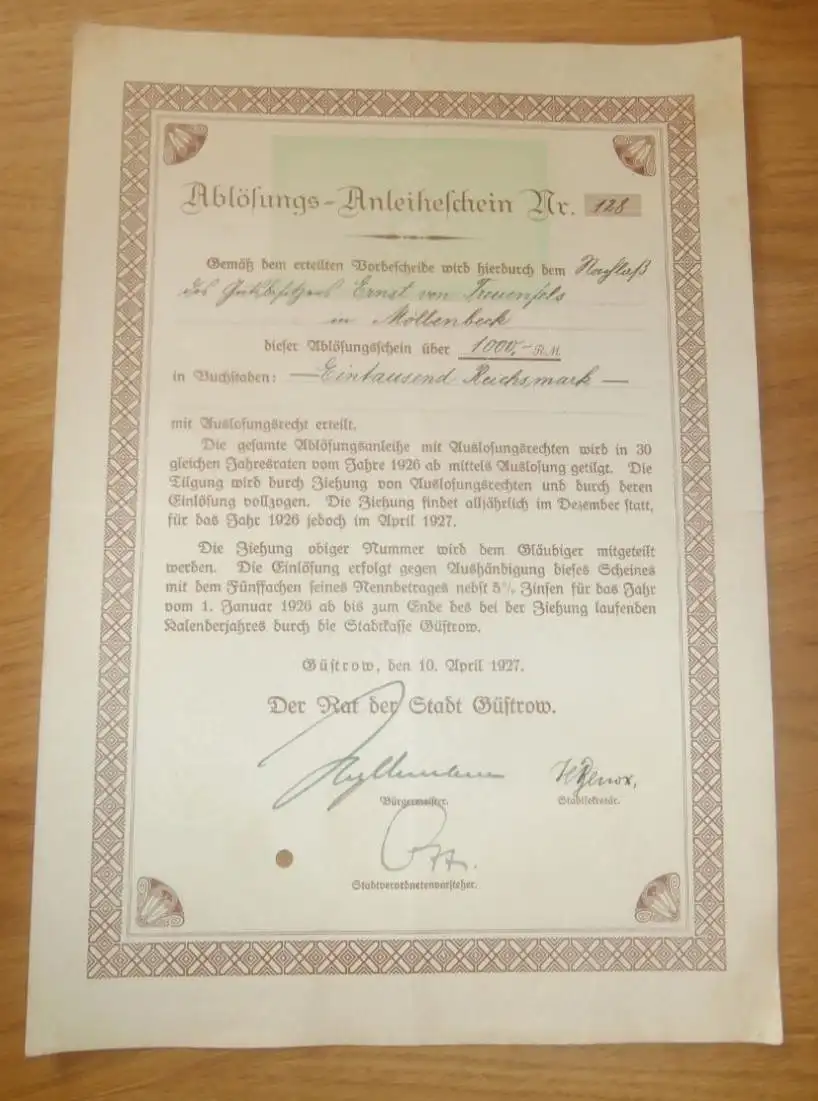 Ablösungs-Anleiheschein Nr. 128
Gemäß dem erteilten Vorbescheide wird hierdurch dem Nachlaß
des Gutsbesitzers Ernst von Treuenfels
in Möllenbeck
dieser Ablösungsschein über 1000,- R.M.
in Buchstaben: — Eintausend Reichsmark —
mit Auslosungsrecht erteilt.
Die gesamte Ablösungsanleihe mit Auslosungsrechten wird in 30
gleichen Jahresraten vom Jahre 1926 ab mittels Auslosung getilgt. Die
Tilgung wird durch Ziehung von Auslosungsrechten und durch deren
Einlösung vollzogen. Die Ziehung findet alljährlich im Dezember statt,
für das Jahr 1926 jedoch im April 1927.
Die Ziehung obiger Nummer wird dem Gläubiger mitgeteilt
werden. Die Einlösung erfolgt gegen Aushändigung dieses Scheines
mit dem Fünffachen seines Nennbetrages nebst 5% Zinsen für das Jahr
vom 1. Januar 1926 ab bis zum Ende des bei der Ziehung laufenden
Kalenderjahres durch die Stadtkasse Güstrow.
Güstrow, den 10. April 1927.
Der Rat der Stadt Güstrow.
Bürgermeister.
Stadtsekretär.
Stadtverordnetenvorsteher.